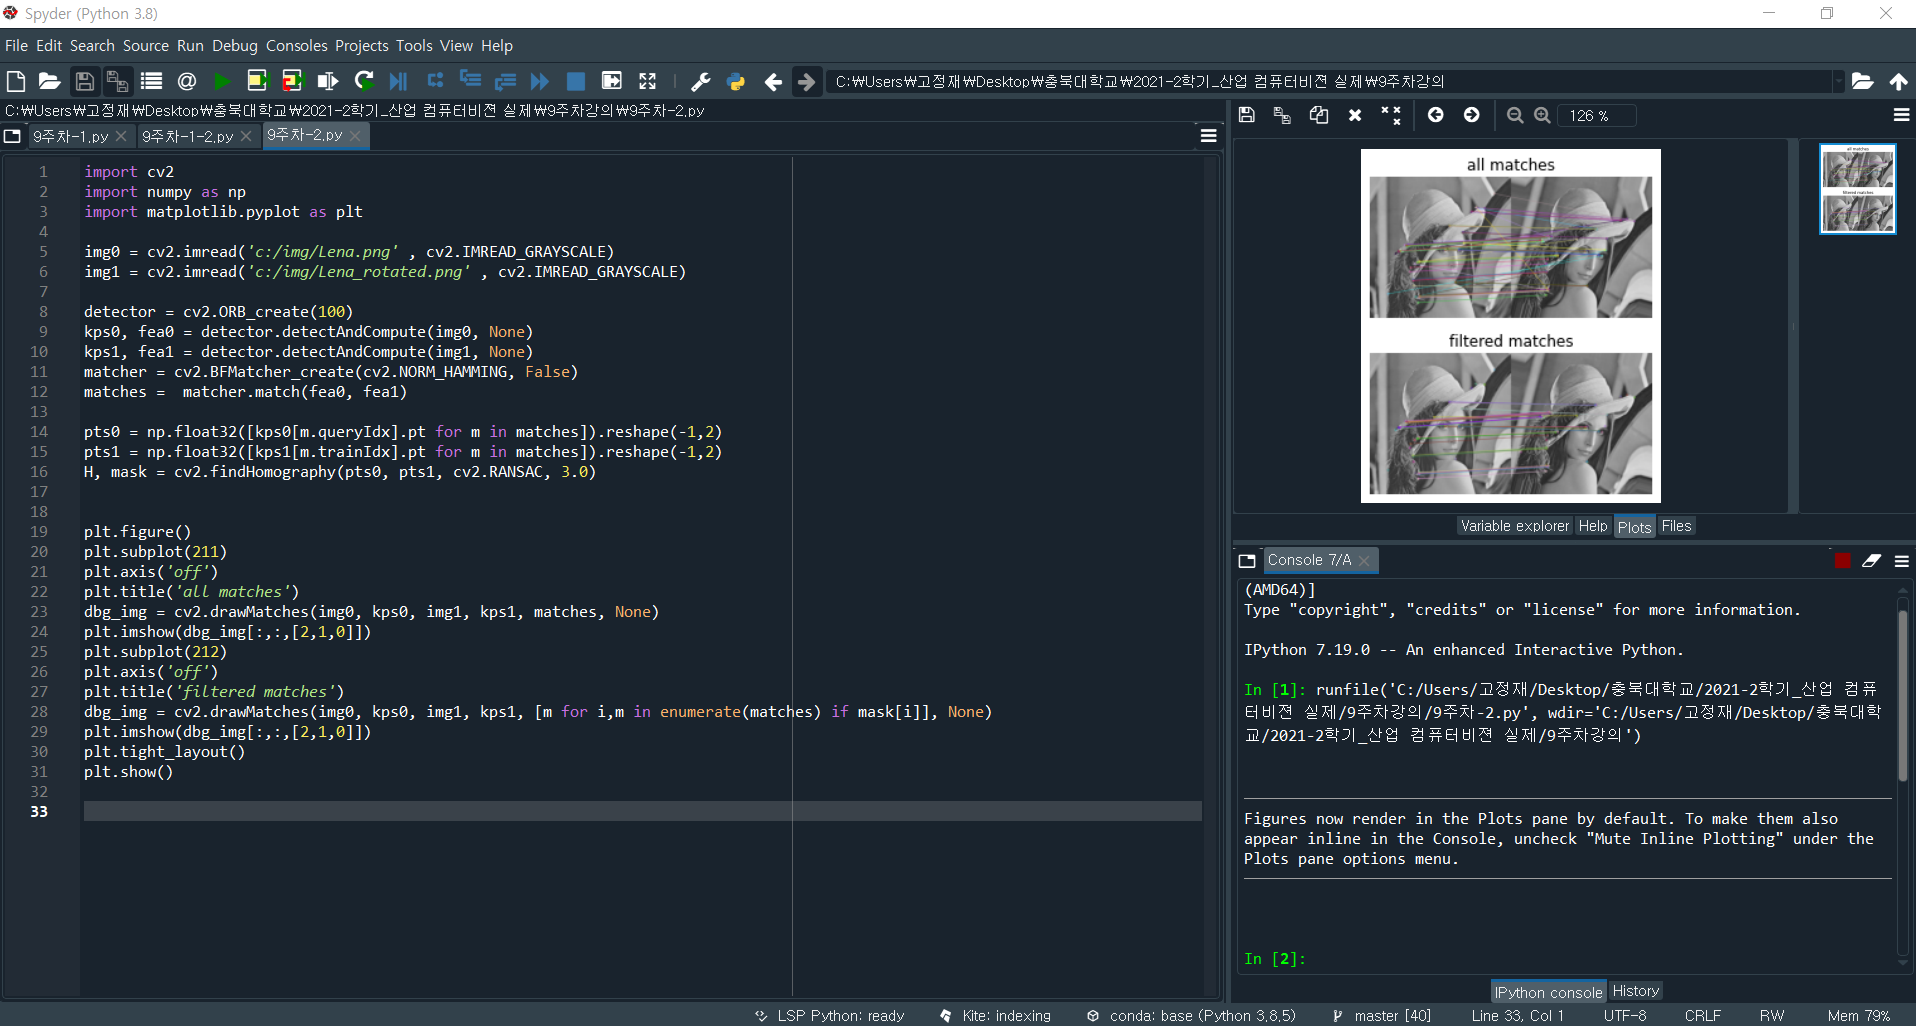 Spyder (Python 3.8)
File Edit Search Source Run Debug Consoles Projects Tools View Help
C:￦Users￦고정재￦Desktop￦충북대학교￦2021-2학기_산업 컴퓨터비젼 실제￦9주차강의
C:￦Users￦고정재￦Desktop￦충북대학교￦2021-2학기_산업 컴퓨터비젼 실제￦9주차강의￦9주차-2.py
9주차-1.py
9주차-1-2.py
9주차-2.py
1 import cv2
2 import numpy as np
3 import matplotlib.pyplot as plt
4
5 img0 = cv2.imread('c:/img/Lena.png' , cv2.IMREAD_GRAYSCALE)
6 img1 = cv2.imread('c:/img/Lena_rotated.png' , cv2.IMREAD_GRAYSCALE)
7
8 detector = cv2.ORB_create(100)
9 kps0, fea0 = detector.detectAndCompute(img0, None)
10 kps1, fea1 = detector.detectAndCompute(img1, None)
11 matcher = cv2.BFMatcher_create(cv2.NORM_HAMMING, False)
12 matches =  matcher.match(fea0, fea1)
13
14 pts0 = np.float32([kps0[m.queryIdx].pt for m in matches]).reshape(-1,2)
15 pts1 = np.float32([kps1[m.trainIdx].pt for m in matches]).reshape(-1,2)
16 H, mask = cv2.findHomography(pts0, pts1, cv2.RANSAC, 3.0)
17
18
19 plt.figure()
20 plt.subplot(211)
21 plt.axis('off')
22 plt.title('all matches')
23 dbg_img = cv2.drawMatches(img0, kps0, img1, kps1, matches, None)
24 plt.imshow(dbg_img[:,:,[2,1,0]])
25 plt.subplot(212)
26 plt.axis('off')
27 plt.title('filtered matches')
28 dbg_img = cv2.drawMatches(img0, kps0, img1, kps1, [m for i,m in enumerate(matches) if mask[i]], None)
29 plt.imshow(dbg_img[:,:,[2,1,0]])
30 plt.tight_layout()
31 plt.show()
32
33
126 %
all matches
filtered matches
all matches
filtered matches
Variable explorer Help Plots Files
Console 7/A
(AMD64)]
Type "copyright", "credits" or "license" for more information.
IPython 7.19.0 -- An enhanced Interactive Python.
In [1]: runfile('C:/Users/고정재/Desktop/충북대학교/2021-2학기_산업 컴퓨
터비젼 실제/9주차강의/9주차-2.py', wdir='C:/Users/고정재/Desktop/충북대학
교/2021-2학기_산업 컴퓨터비젼 실제/9주차강의')
Figures now render in the Plots pane by default. To make them also
appear inline in the Console, uncheck "Mute Inline Plotting" under the
Plots pane options menu.
In [2]:
IPython console History
LSP Python: ready Kite: indexing conda: base (Python 3.8.5) master [40] Line 33, Col 1 UTF-8 CRLF RW Mem 79%